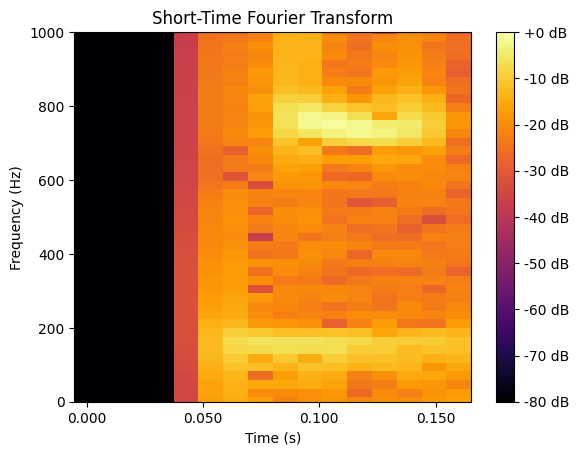 Short-Time Fourier Transform
Frequency (Hz)
1000
800
600
400
200
0
0.000
0.050
0.100
0.150
Time (s)
+0 dB
-10 dB
-20 dB
-30 dB
-40 dB
-50 dB
-60 dB
-70 dB
-80 dB